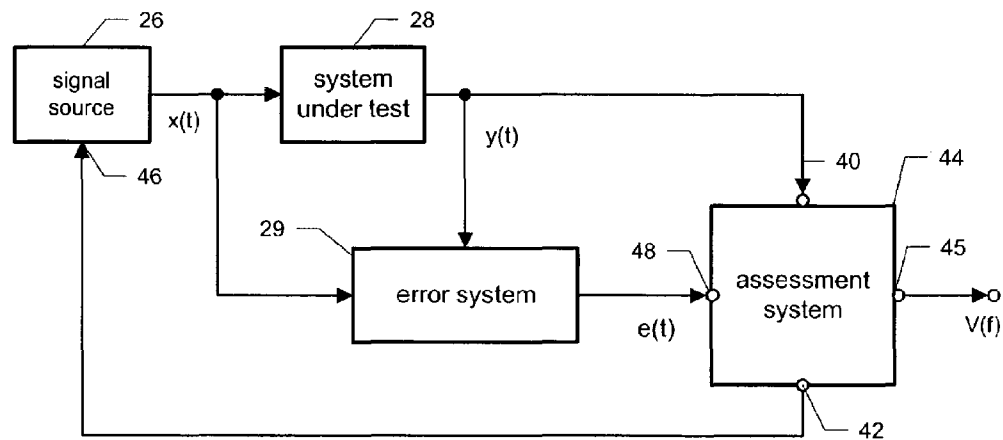 26
signal
source
28
system
under test
x(t)
y(t)
46
40
44
29
error system
48
assessment
system
45
e(t)
V(f)
42